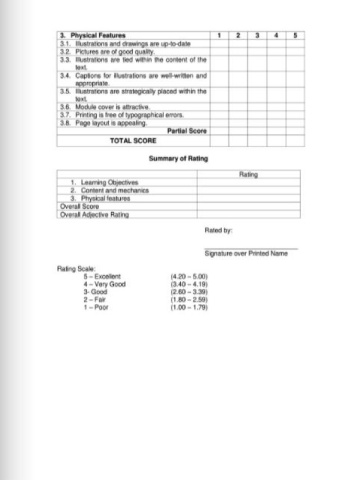 3. Physical Features 1 2 3 4 5
3.1. Illustrations and drawings are up-to-date
3.2. Pictures are of good quality.
3.3. Illustrations are tied within the content of the
text.
3.4. Captions for illustrations are well-written and
appropriate.
3.5. Illustrations are strategically placed within the
text.
3.6. Module cover is attractive.
3.7. Printing is free of typographical errors.
3.8. Page layout is appealing.
Partial Score
TOTAL SCORE
Summary of Rating
Rating
1. Learning Objectives
2. Content and mechanics
3. Physical features
Overall Score
Overall Adjective Rating
Rated by:
Signature over Printed Name
Rating Scale:
5 – Excellent (4.20 – 5.00)
4 – Very Good (3.40 – 4.19)
3- Good (2.60 – 3.39)
2 – Fair (1.80 – 2.59)
1 – Poor (1.00 – 1.79)